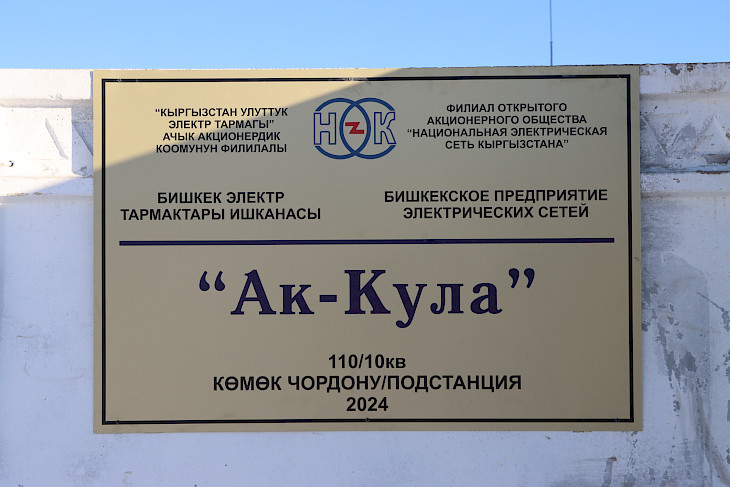 "КЫРГЫЗСТАН УЛУТТУК
ЭЛЕКТР ТАРМАГЫ"
АЧЫК АКЦИОНЕРДИК
КООМУНУН ФИЛИАЛЫ
НЭК
ФИЛИАЛ ОТКРЫТОГО
АКЦИОНЕРНОГО ОБЩЕСТВА
"НАЦИОНАЛЬНАЯ ЭЛЕКТРИЧЕСКАЯ
СЕТЬ КЫРГЫЗСТАНА"
БИШКЕК ЭЛЕКТР
ТАРМАКТАРЫ ИШКАНАСЫ
БИШКЕКСКОЕ ПРЕДПРИЯТИЕ
ЭЛЕКТРИЧЕСКИХ СЕТЕЙ
“Ак-Кула”
110/10кв
КӨМӨК ЧОРДОНУ/ПОДСТАНЦИЯ
2024